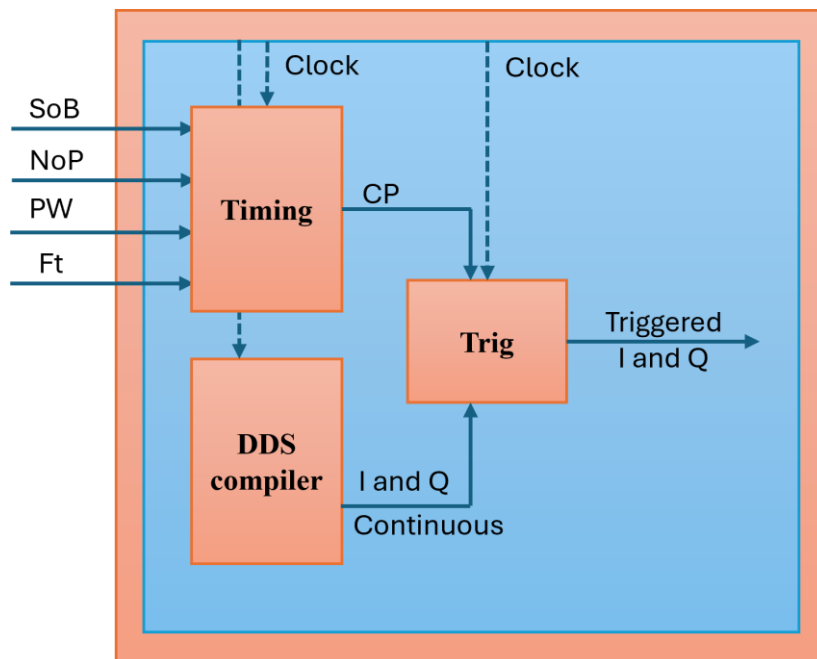 Clock
Clock
SoB
NoP
PW
Ft
Timing
CP
Trig
Triggered
I and Q
DDS
compiler
I and Q
Continuous